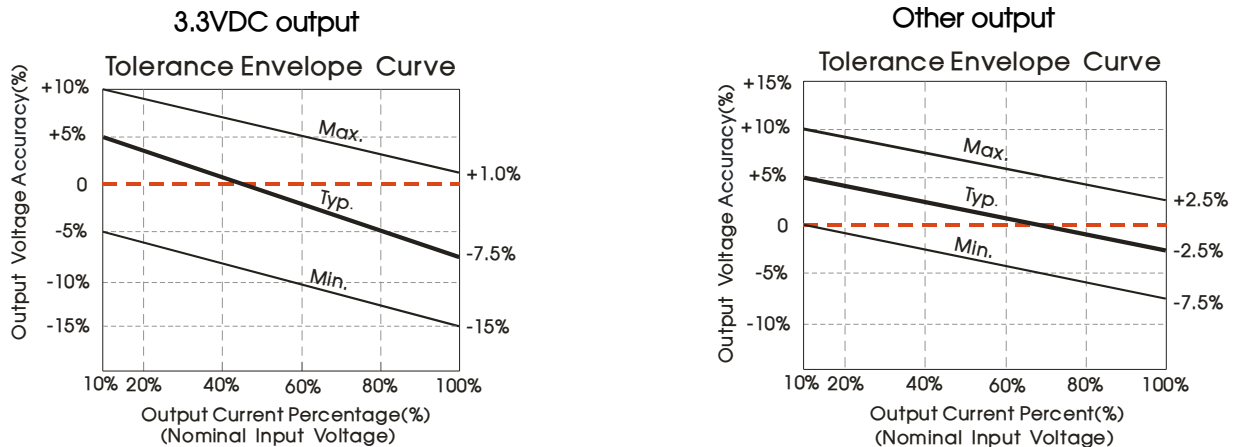 3.3VDC output
Tolerance Envelope Curve
Output Voltage Accuracy(%)
+10%
+5%
0
-5%
-10%
-15%
Max.
Typ.
Min.
+1.0%
-7.5%
-15%
10% 20% 40% 60% 80% 100%
Output Current Percentage(%)
(Nominal Input Voltage)
Other output
Tolerance Envelope Curve
Output Voltage Accuracy(%)
+15%
+10%
+5%
0
-5%
-10%
Max.
Typ.
Min.
+2.5%
-2.5%
-7.5%
10% 20% 40% 60% 80% 100%
Output Current Percent(%)
(Nominal Input Voltage)